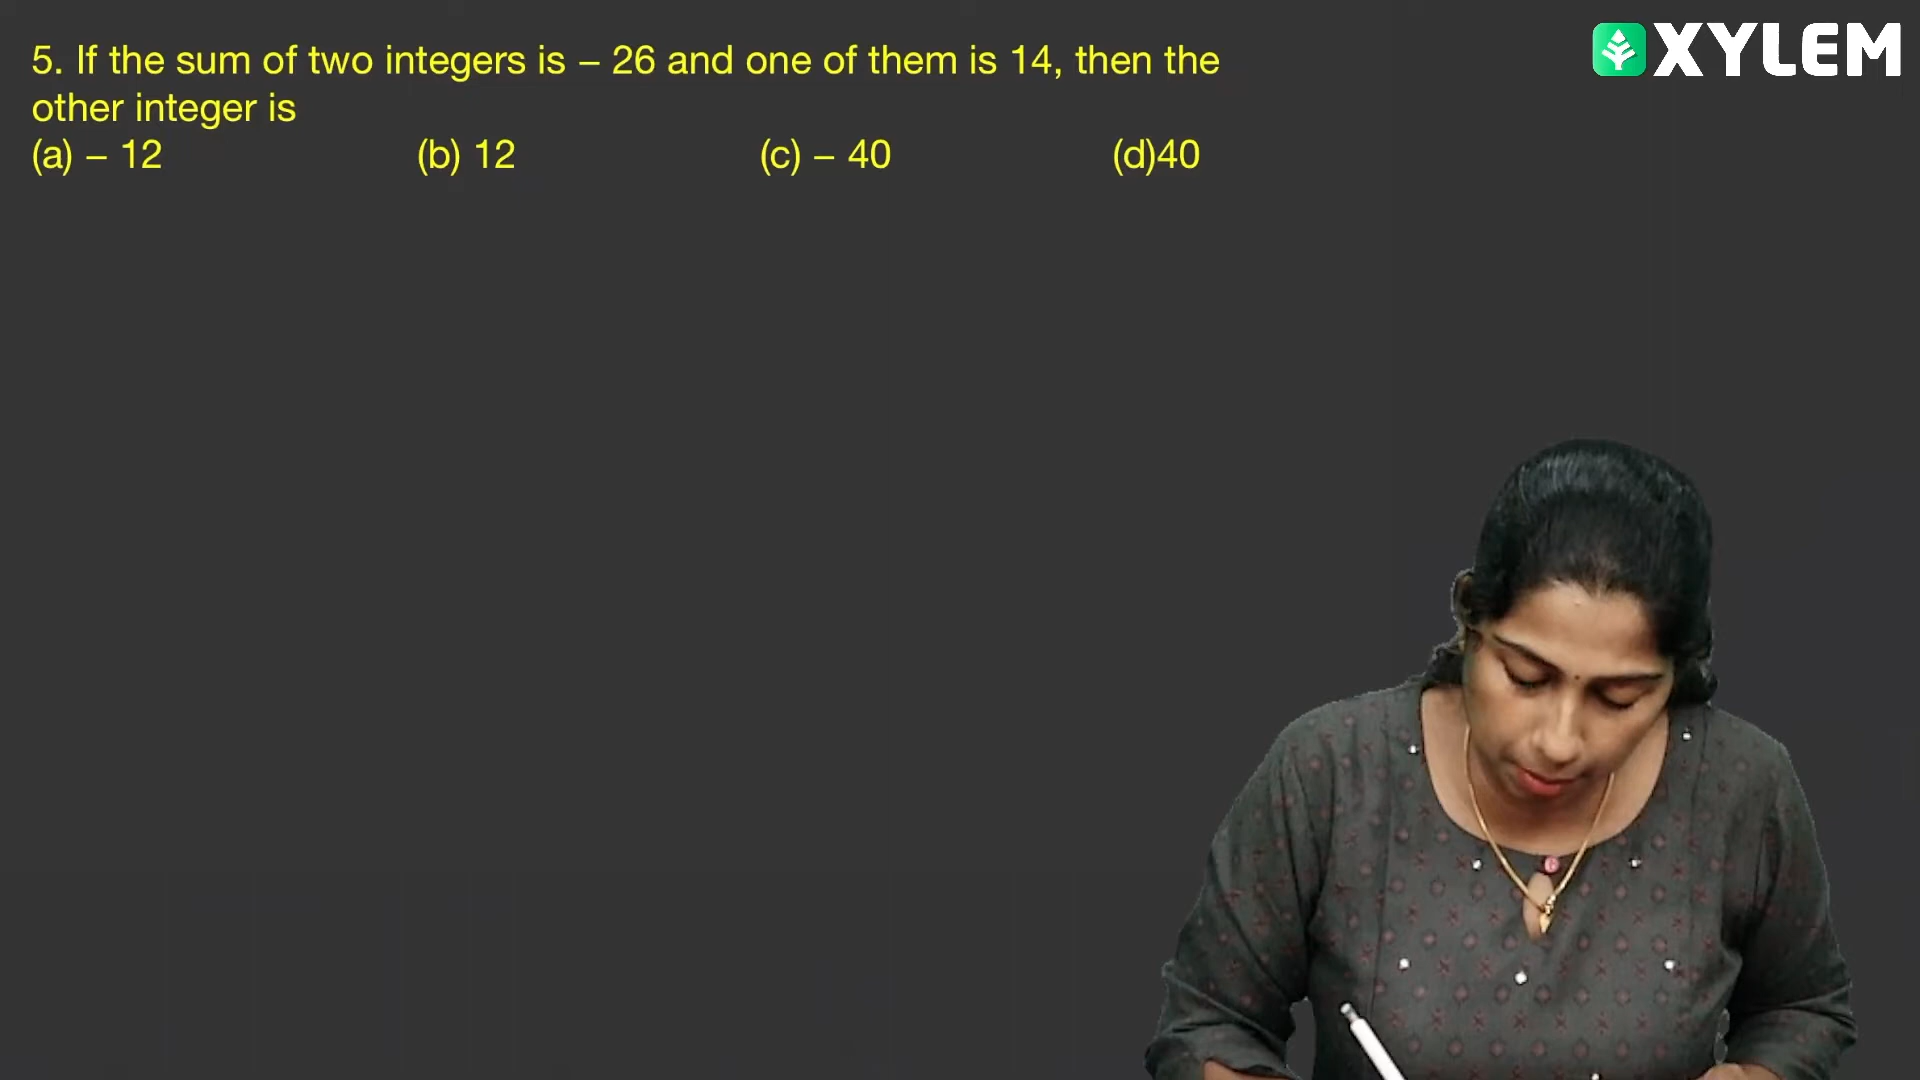 XYLEM
5. If the sum of two integers is – 26 and one of them is 14, then the
other integer is
(a) – 12 (b) 12 (c) – 40 (d)40